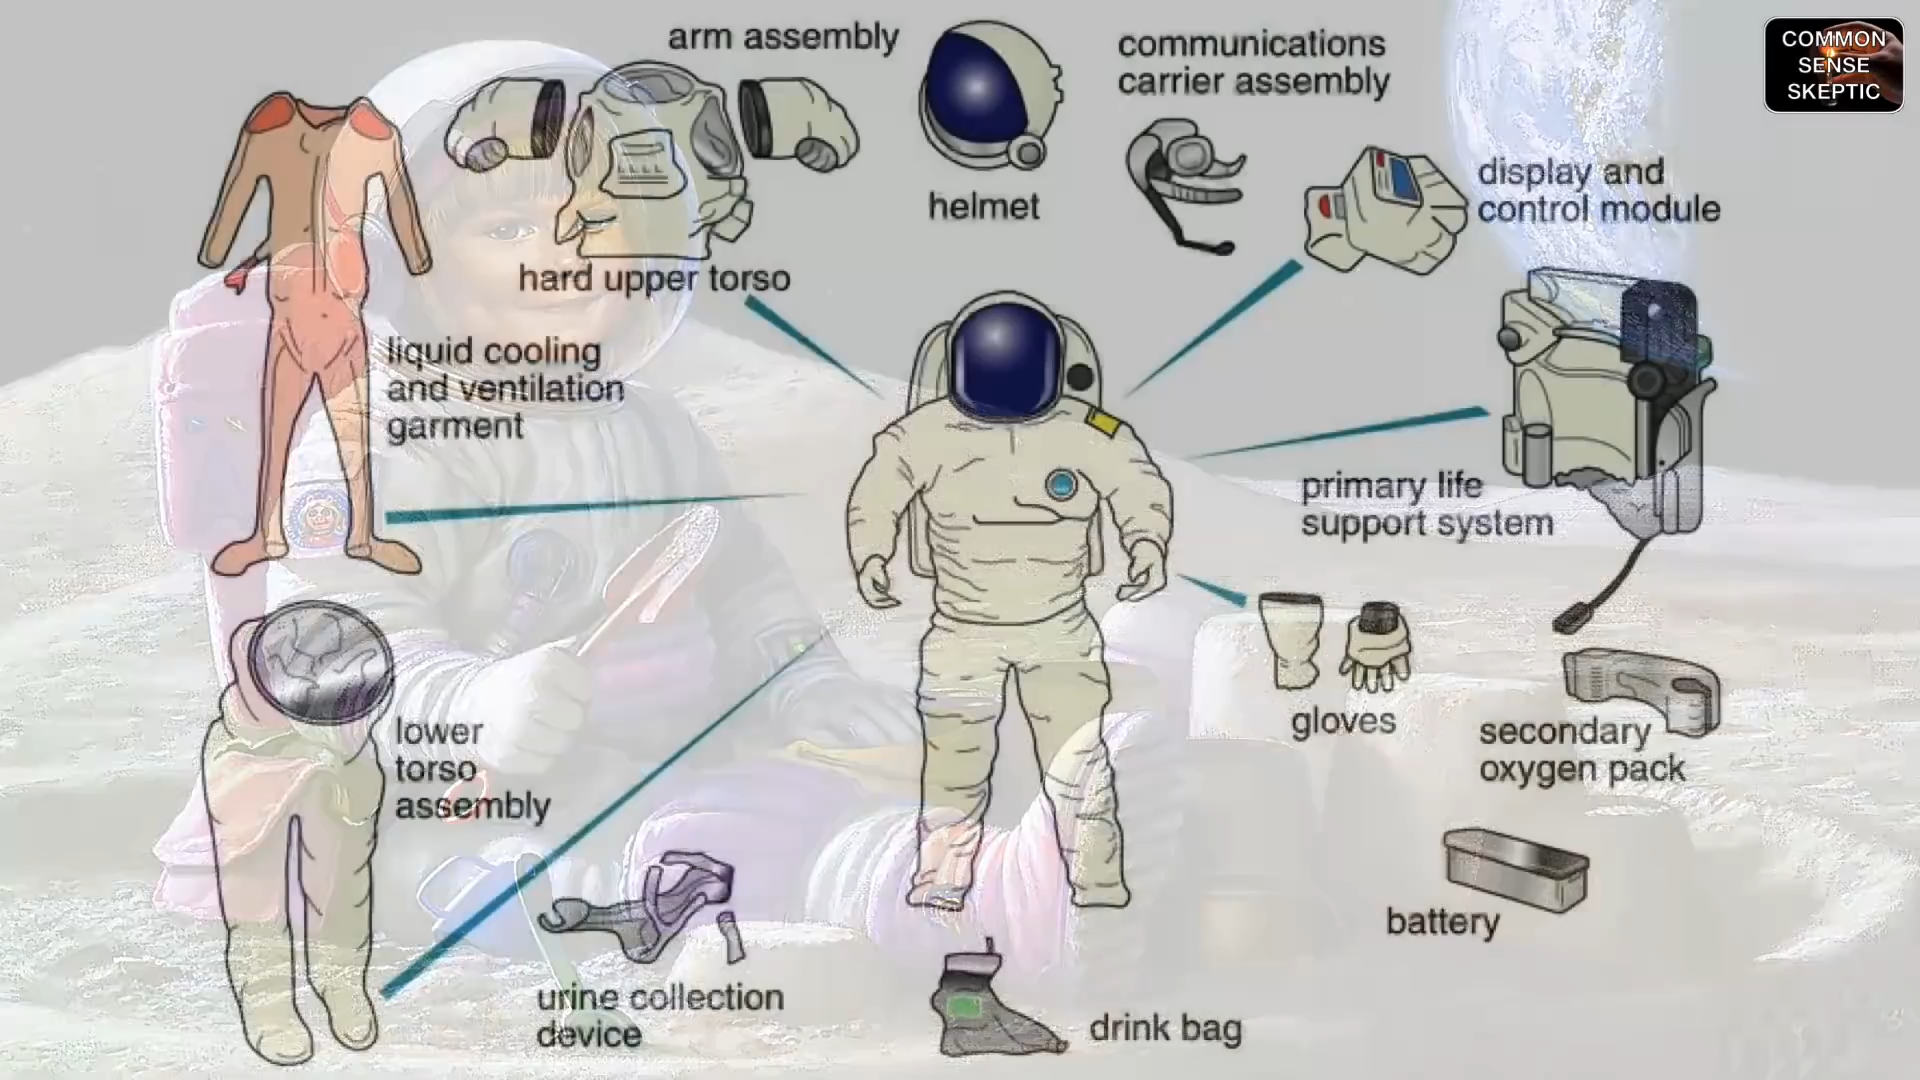 arm assembly
communications
carrier assembly
COMMON
SENSE
SKEPTIC
display and
control module
helmet
hard upper torso
liquid cooling
and ventilation
garment
primary life
support system
gloves
lower
torso
assembly
secondary
oxygen pack
battery
urine collection
device
drink bag